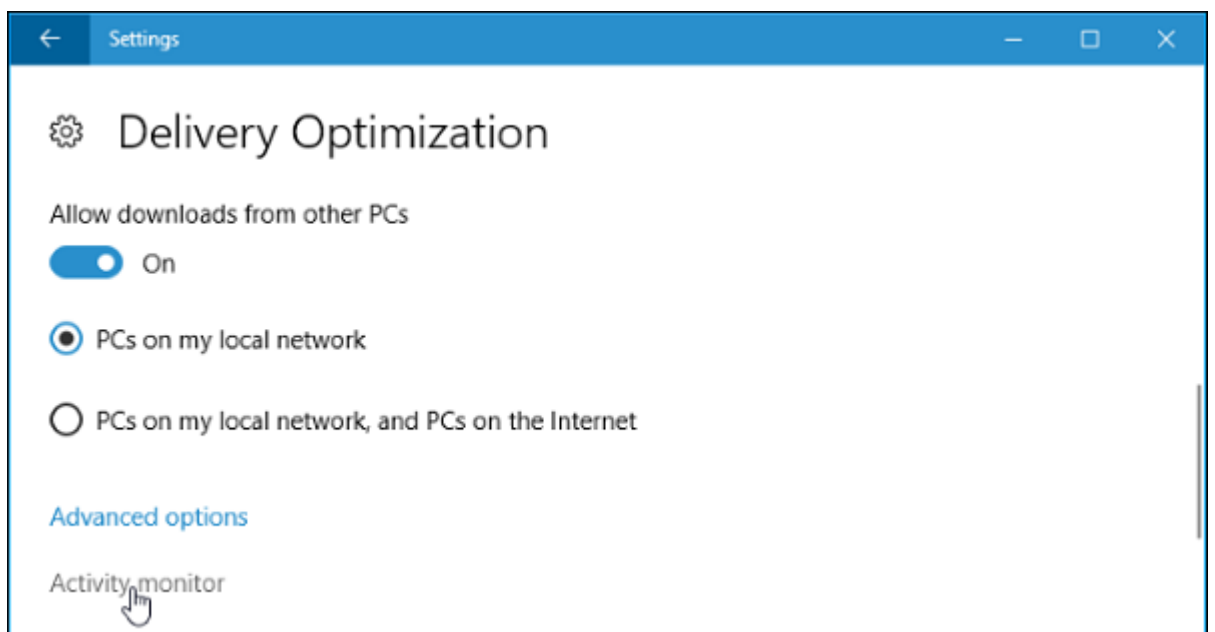 Settings
Delivery Optimization
Allow downloads from other PCs
On
PCs on my local network
PCs on my local network, and PCs on the Internet
Advanced options
Activity monitor